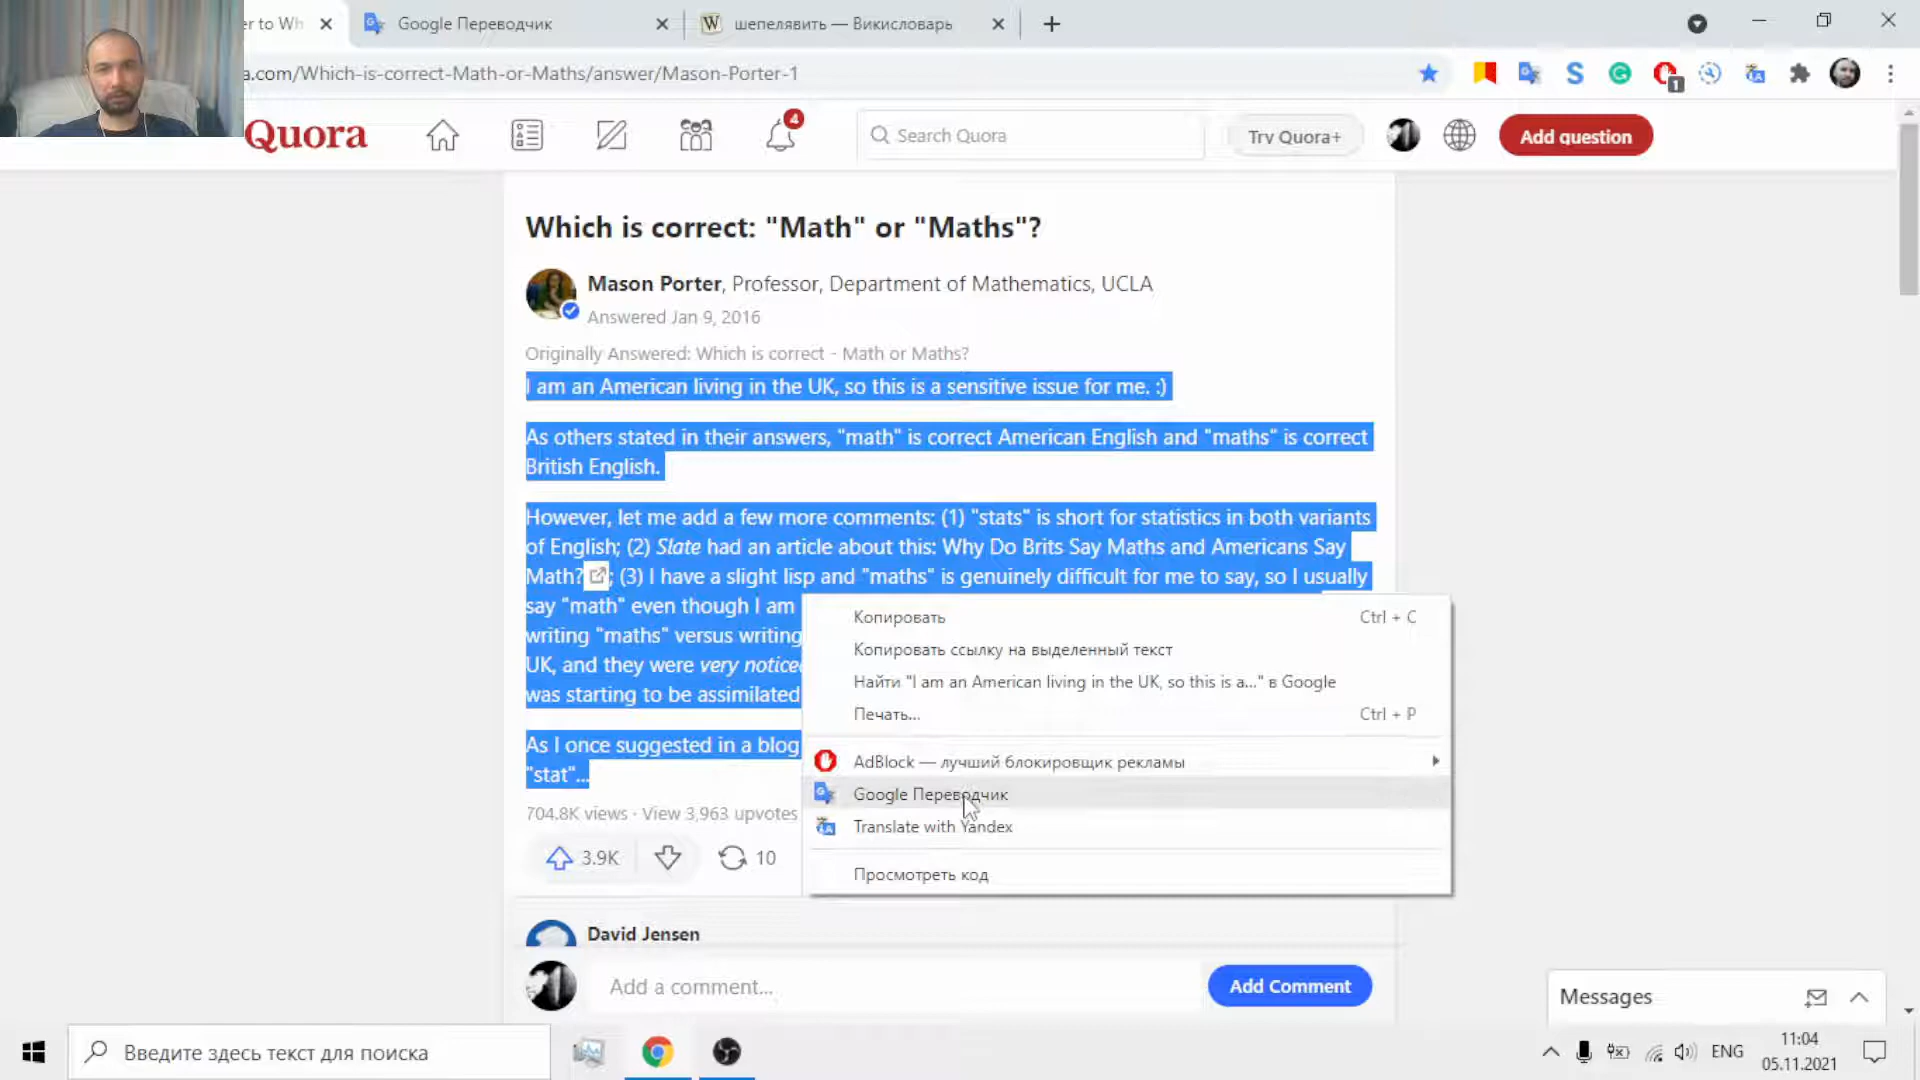 er to Wh
Google Переводчик
W
шепелявить — Викисловарь
a.com/Which-is-correct-Math-or-Maths/answer/Mason-Porter-1
S
1
Quora
4
Search Quora
Try Quora+
Add question
Which is correct: "Math" or "Maths"?
Mason Porter, Professor, Department of Mathematics, UCLA
Answered Jan 9, 2016
Originally Answered: Which is correct - Math or Maths?
I am an American living in the UK, so this is a sensitive issue for me. :)
As others stated in their answers, "math" is correct American English and "maths" is correct
British English.
However, let me add a few more comments: (1) "stats" is short for statistics in both variants
of English; (2) Slate had an article about this: Why Do Brits Say Maths and Americans Say
Math? ; (3) I have a slight lisp and "maths" is genuinely difficult for me to say, so I usually
say "math" even though I am
writing "maths" versus writing
UK, and they were very noticed
was starting to be assimilated
As I once suggested in a blog
"stat"...
Копировать Ctrl + C
Копировать ссылку на выделенный текст
Найти "I am an American living in the UK, so this is a..." в Google
Печать... Ctrl + P
AdBlock — лучший блокировщик рекламы
Google Переводчик
Translate with Yandex
Просмотреть код
704.8K views · View 3,963 upvotes
3.9K
10
David Jensen
Add a comment...
Add Comment
Messages
Введите здесь текст для поиска
ENG
11:04
05.11.2021